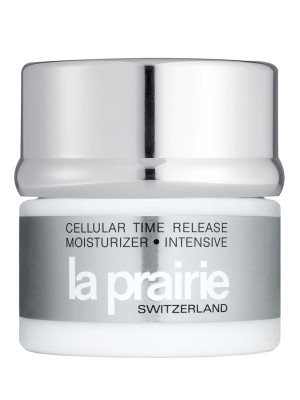 CELLULAR TIME RELEASE
MOISTURIZER • INTENSIVE
la prairie
SWITZERLAND